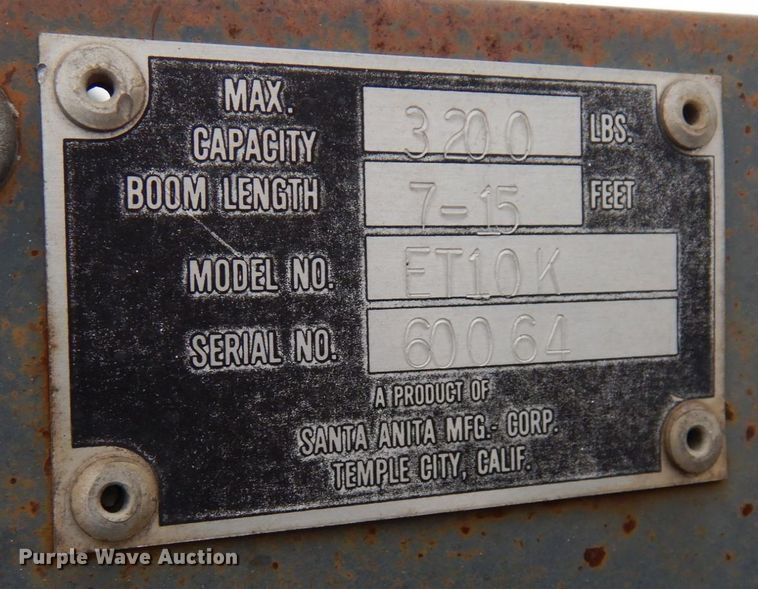 MAX. CAPACITY 3200 LBS.
BOOM LENGTH 7-15 FEET
MODEL NO. ET10K
SERIAL NO. 60064
A PRODUCT OF
SANTA ANITA MFG.- CORP.
TEMPLE CITY, CALIF.
Purple Wave Auction